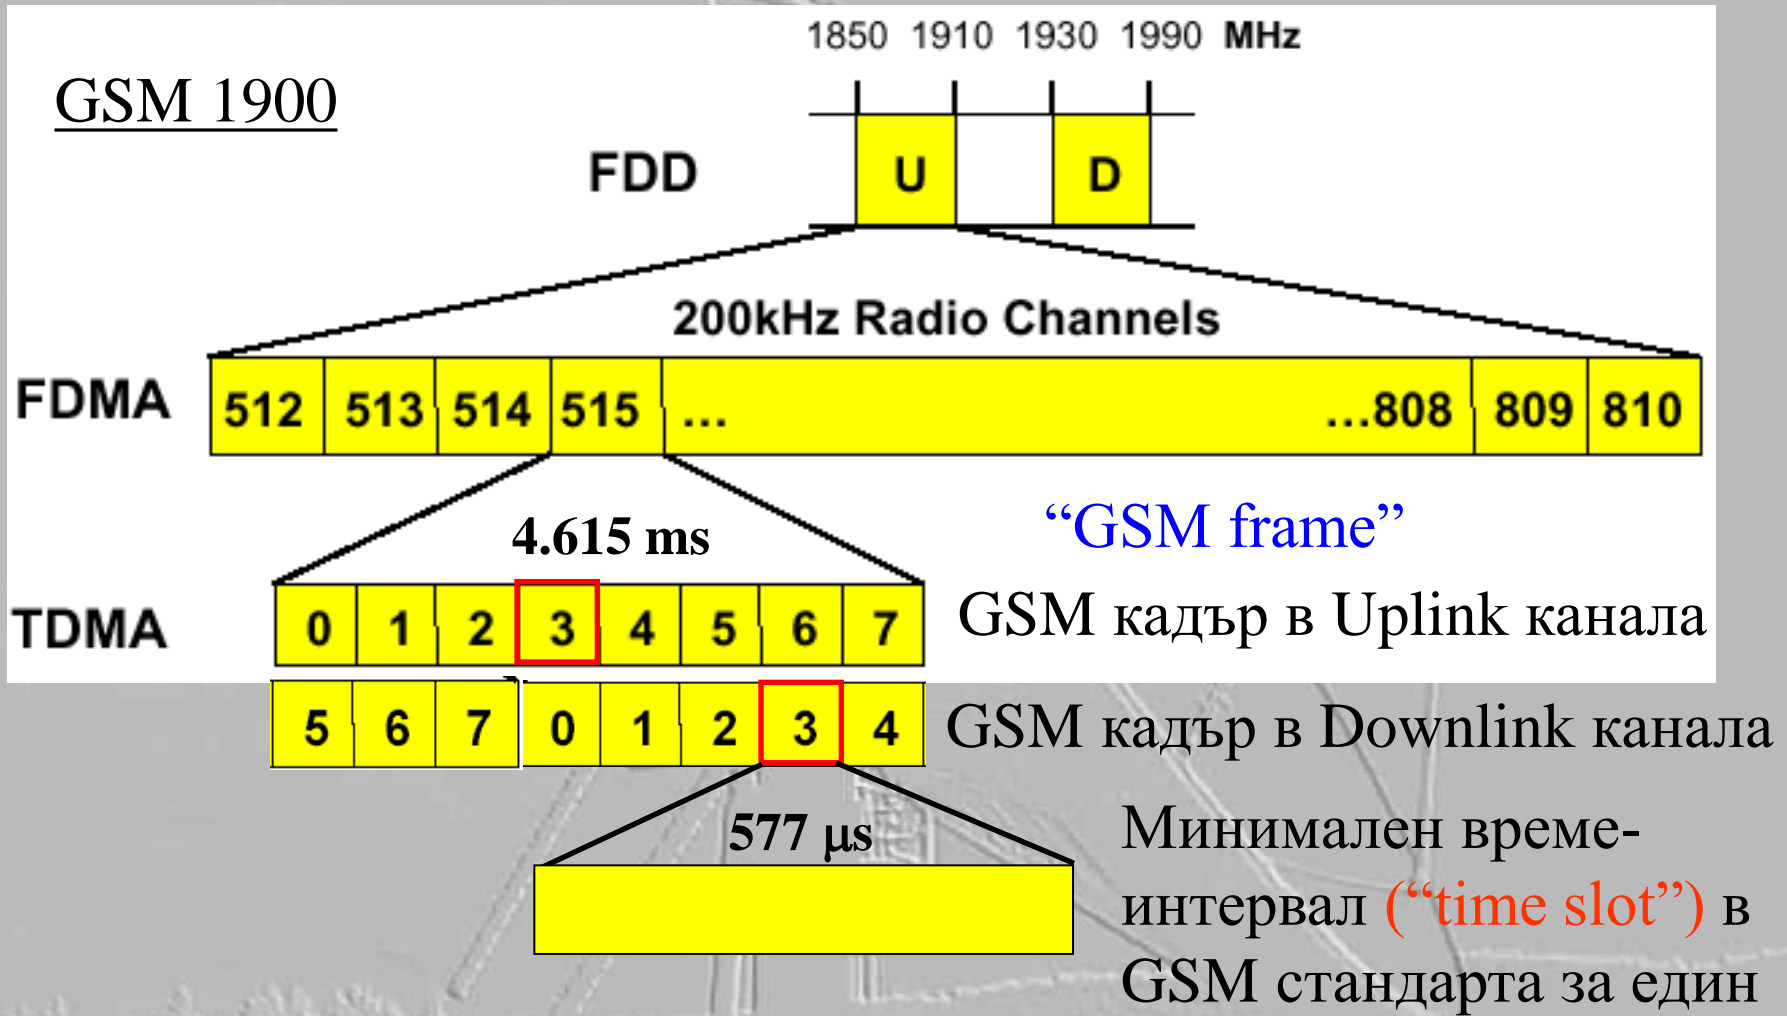 1850 1910 1930 1990 MHz
GSM 1900
FDD U D
200kHz Radio Channels
FDMA 512 513 514 515 ... ...808 809 810
4.615 ms “GSM frame”
TDMA 0 1 2 3 4 5 6 7 GSM кадър в Uplink канала
5 6 7 0 1 2 3 4 GSM кадър в Downlink канала
577 μs
Минимален време-
интервал (“time slot”) в
GSM стандарта за един